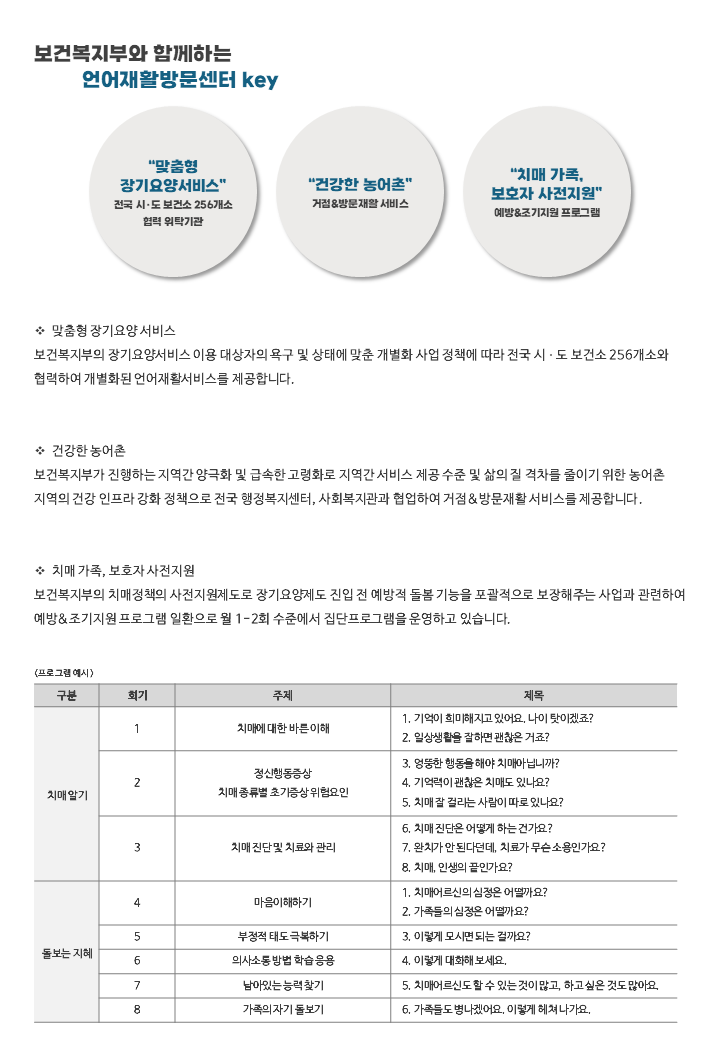 보건복지부와 함께하는
언어재활방문센터 key
“맞춤형
장기요양서비스”
전국 시·도 보건소 256개소
협력 위탁기관
“건강한 농어촌”
거점&방문재활 서비스
“치매 가족,
보호자 사전지원”
예방&조기지원 프로그램
❖ 맞춤형 장기요양 서비스
보건복지부의 장기요양서비스 이용 대상자의 욕구 및 상태에 맞춘 개별화 사업 정책에 따라 전국 시·도 보건소 256개소와
협력하여 개별화된 언어재활서비스를 제공합니다.
❖ 건강한 농어촌
보건복지부가 진행하는 지역간 양극화 및 급속한 고령화로 지역간 서비스 제공 수준 및 삶의 질 격차를 줄이기 위한 농어촌
지역의 건강 인프라 강화 정책으로 전국 행정복지센터, 사회복지관과 협업하여 거점&방문재활 서비스를 제공합니다.
❖ 치매 가족, 보호자 사전지원
보건복지부의 치매정책의 사전지원제도로 장기요양제도 진입 전 예방적 돌봄 기능을 포괄적으로 보장해주는 사업과 관련하여
예방&조기지원 프로그램 일환으로 월 1-2회 수준에서 집단프로그램을 운영하고 있습니다.
<프로그램 예시>
구분 회기 주제 제목
치매알기
1 치매에 대한 바른 이해
1. 기억이 희미해지고 있어요. 나이 탓이겠죠?
2. 일상생활을 잘하면 괜찮은 거죠?
2
정신행동증상
치매 종류별 초기증상 위험요인
3. 엉뚱한 행동을 해야 치매아닙니까?
4. 기억력이 괜찮은 치매도 있나요?
5. 치매 잘 걸리는 사람이 따로 있나요?
3 치매 진단 및 치료와 관리
6. 치매 진단은 어떻게 하는 건가요?
7. 완치가 안 된다던데, 치료가 무슨 소용인가요?
8. 치매, 인생의 끝인가요?
돌보는 지혜
4 마음이해하기
1. 치매어르신의 심정은 어떨까요?
2. 가족들의 심정은 어떨까요?
5 부정적 태도 극복하기 3. 이렇게 모시면 되는 걸까요?
6 의사소통 방법 학습 응용 4. 이렇게 대화해 보세요.
7 남아있는 능력 찾기 5. 치매어르신도 할 수 있는 것이 많고, 하고 싶은 것도 많아요.
8 가족의 자기 돌보기 6. 가족들도 병나겠어요. 이렇게 헤쳐 나가요.